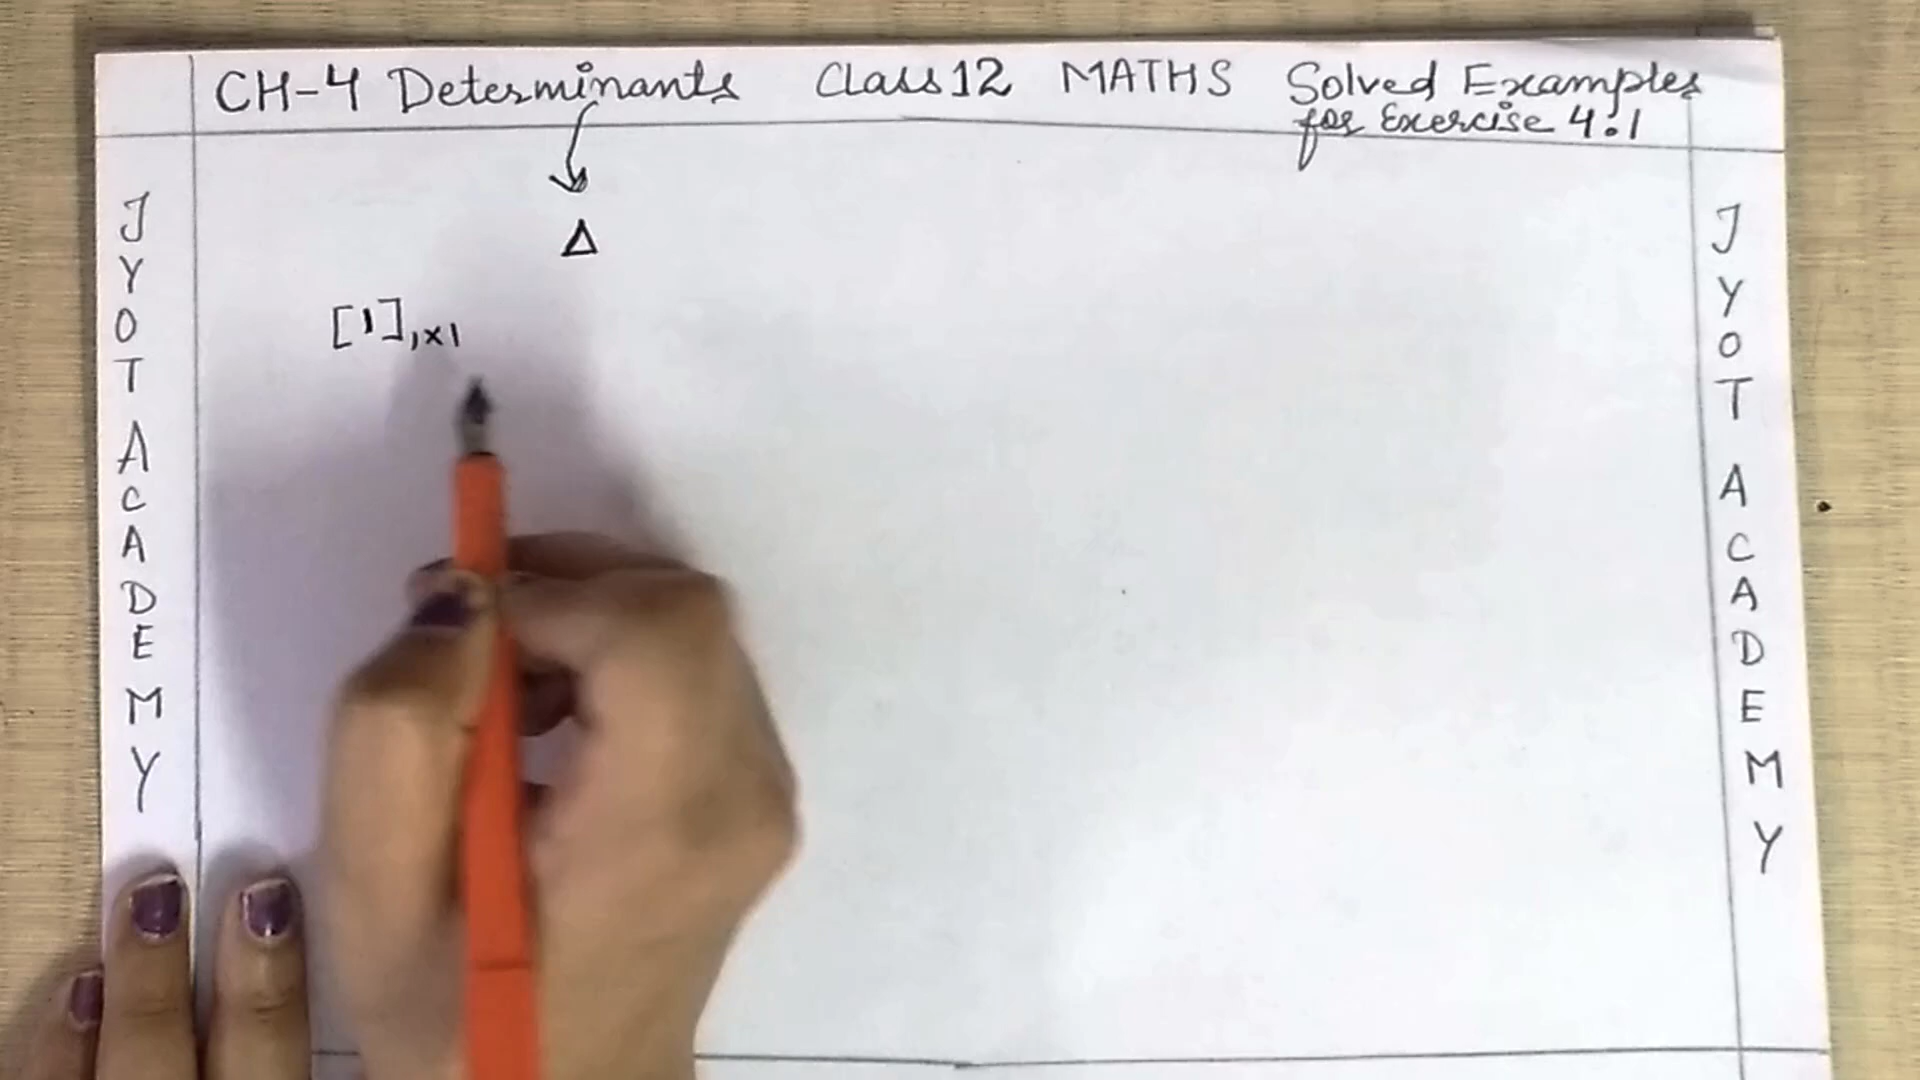 CH-4 Determinants Class 12 MATHS Solved Examples
for Exercise 4.1
Δ
[1]1×1
JYOT ACADEMY
JYOT ACADEMY